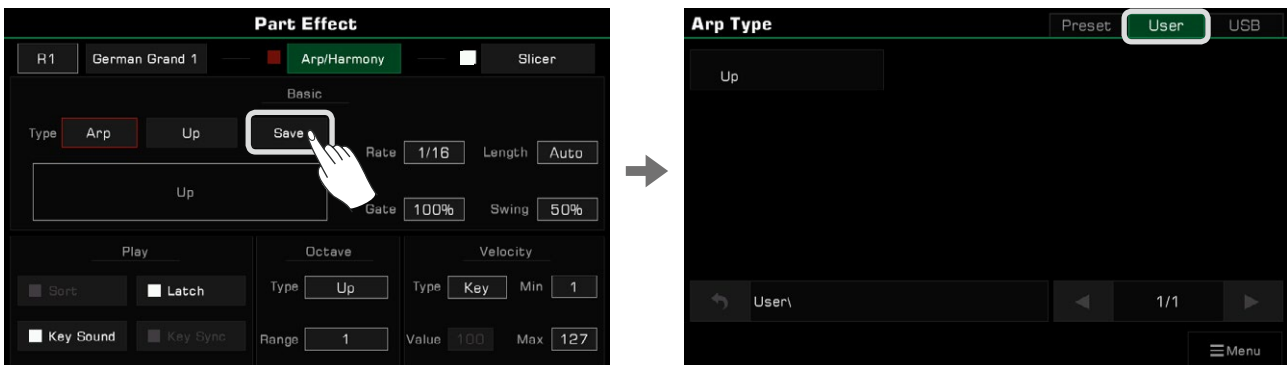 Part Effect
R1 German Grand 1 Arp/Harmony Slicer
Basic
Type Arp Up Save
Rate 1/16 Length Auto
Up
Gate 100% Swing 50%
Play
Sort Latch
Key Sound Key Sync
Octave
Type Up
Range 1
Velocity
Type Key Min 1
Value 100 Max 127
Arp Type Preset User USB
Up
User\ 1/1
Menu